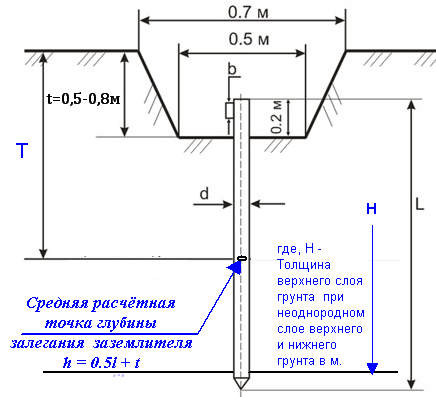 0.7 м
0.5 м
b
t=0,5-0,8м
0.2 м
T
d
L
H
где, Н -
Толщина
верхнего слоя
грунта при
неоднородном
слое верхнего
и нижнего
грунта в м.
Средняя расчётная
точка глубины
залегания заземлителя
h = 0.5l + t